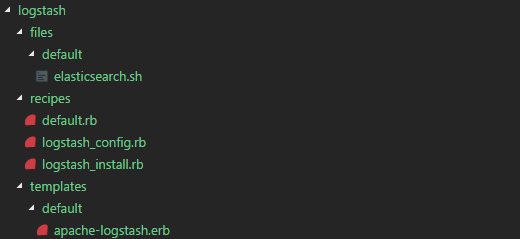 logstash
files
default
elasticsearch.sh
recipes
default.rb
logstash_config.rb
logstash_install.rb
templates
default
apache-logstash.erb